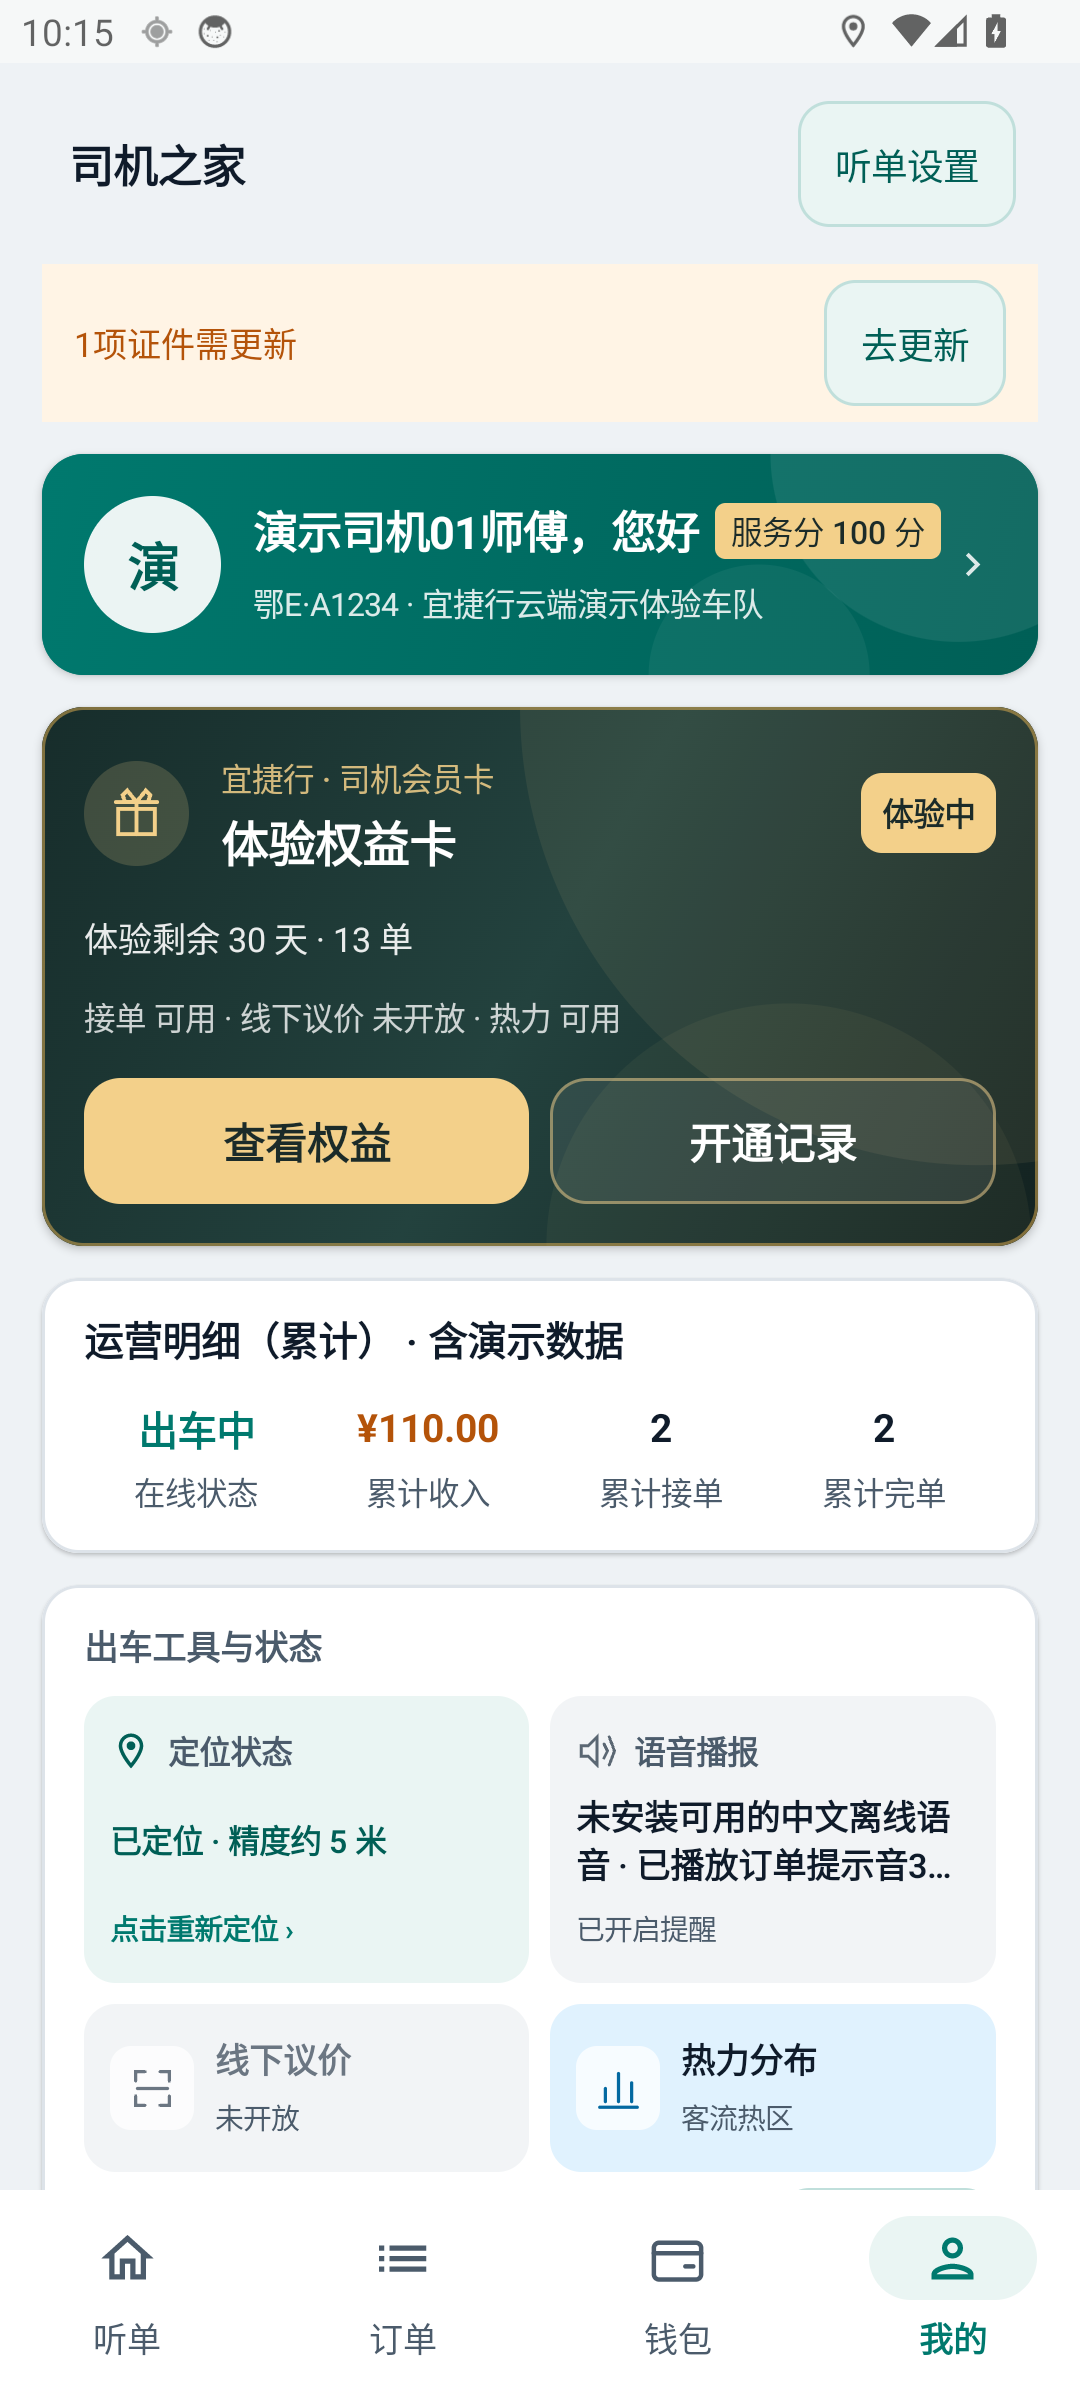 10:15
司机之家
听单设置
1项证件需更新
去更新
演
演示司机01师傅，您好
服务分 100 分
鄂E·A1234 · 宜捷行云端演示体验车队
宜捷行 · 司机会员卡
体验权益卡
体验中
体验剩余 30 天 · 13 单
接单 可用 · 线下议价 未开放 · 热力 可用
查看权益
开通记录
运营明细（累计） · 含演示数据
出车中
¥110.00
2
2
在线状态
累计收入
累计接单
累计完单
出车工具与状态
定位状态
已定位 · 精度约 5 米
点击重新定位 ›
语音播报
未安装可用的中文离线语
音 · 已播放订单提示音3...
已开启提醒
线下议价
未开放
热力分布
客流热区
听单
订单
钱包
我的